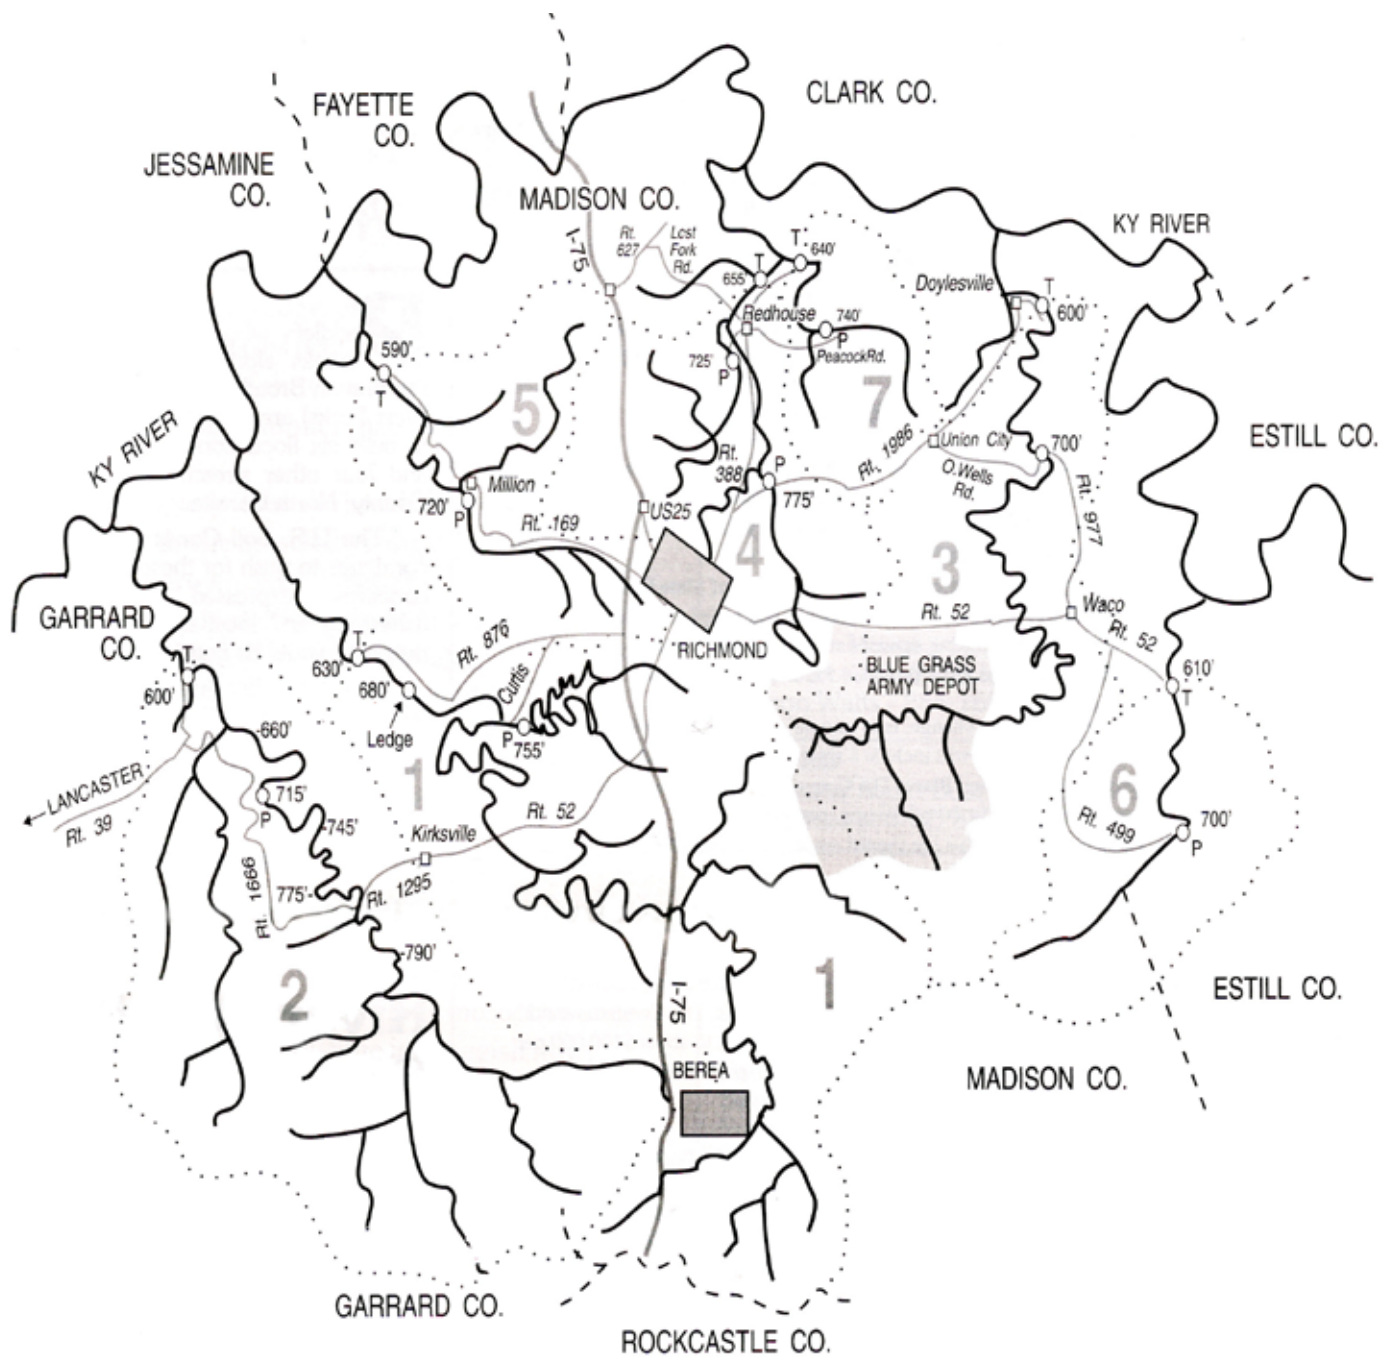 CLARK CO.
FAYETTE
CO.
JESSAMINE
CO.
MADISON CO.
KY RIVER
I-75
Rt.
627
Lost
Fork
Rd.
T
640'
T
655'
Redhouse
740'
P
Peacock Rd.
725'
P
Doylesville
T
600'
590'
T
5
7
ESTILL CO.
KY RIVER
Rt.
388
P
775'
Rt. 1986
Union City
O. Wells
Rd.
700'
Rt. 977
Million
720'
P
Rt. 169
US25
4
3
GARRARD
CO.
T.
600'
RICHMOND
Rt. 52
Waco
Rt. 52
BLUE GRASS
ARMY DEPOT
610'
T
T.
630'
Rt. 876
680'
Ledge
Curtis
P
755'
-660'
LANCASTER
Rt. 39
715'
P
-745'
1
Kirksville
Rt. 52
6
Rt. 499
700'
P
Rt. 1666
775'-
Rt. 1295
-790'
2
1
I-75
ESTILL CO.
BEREA
MADISON CO.
GARRARD CO.
ROCKCASTLE CO.